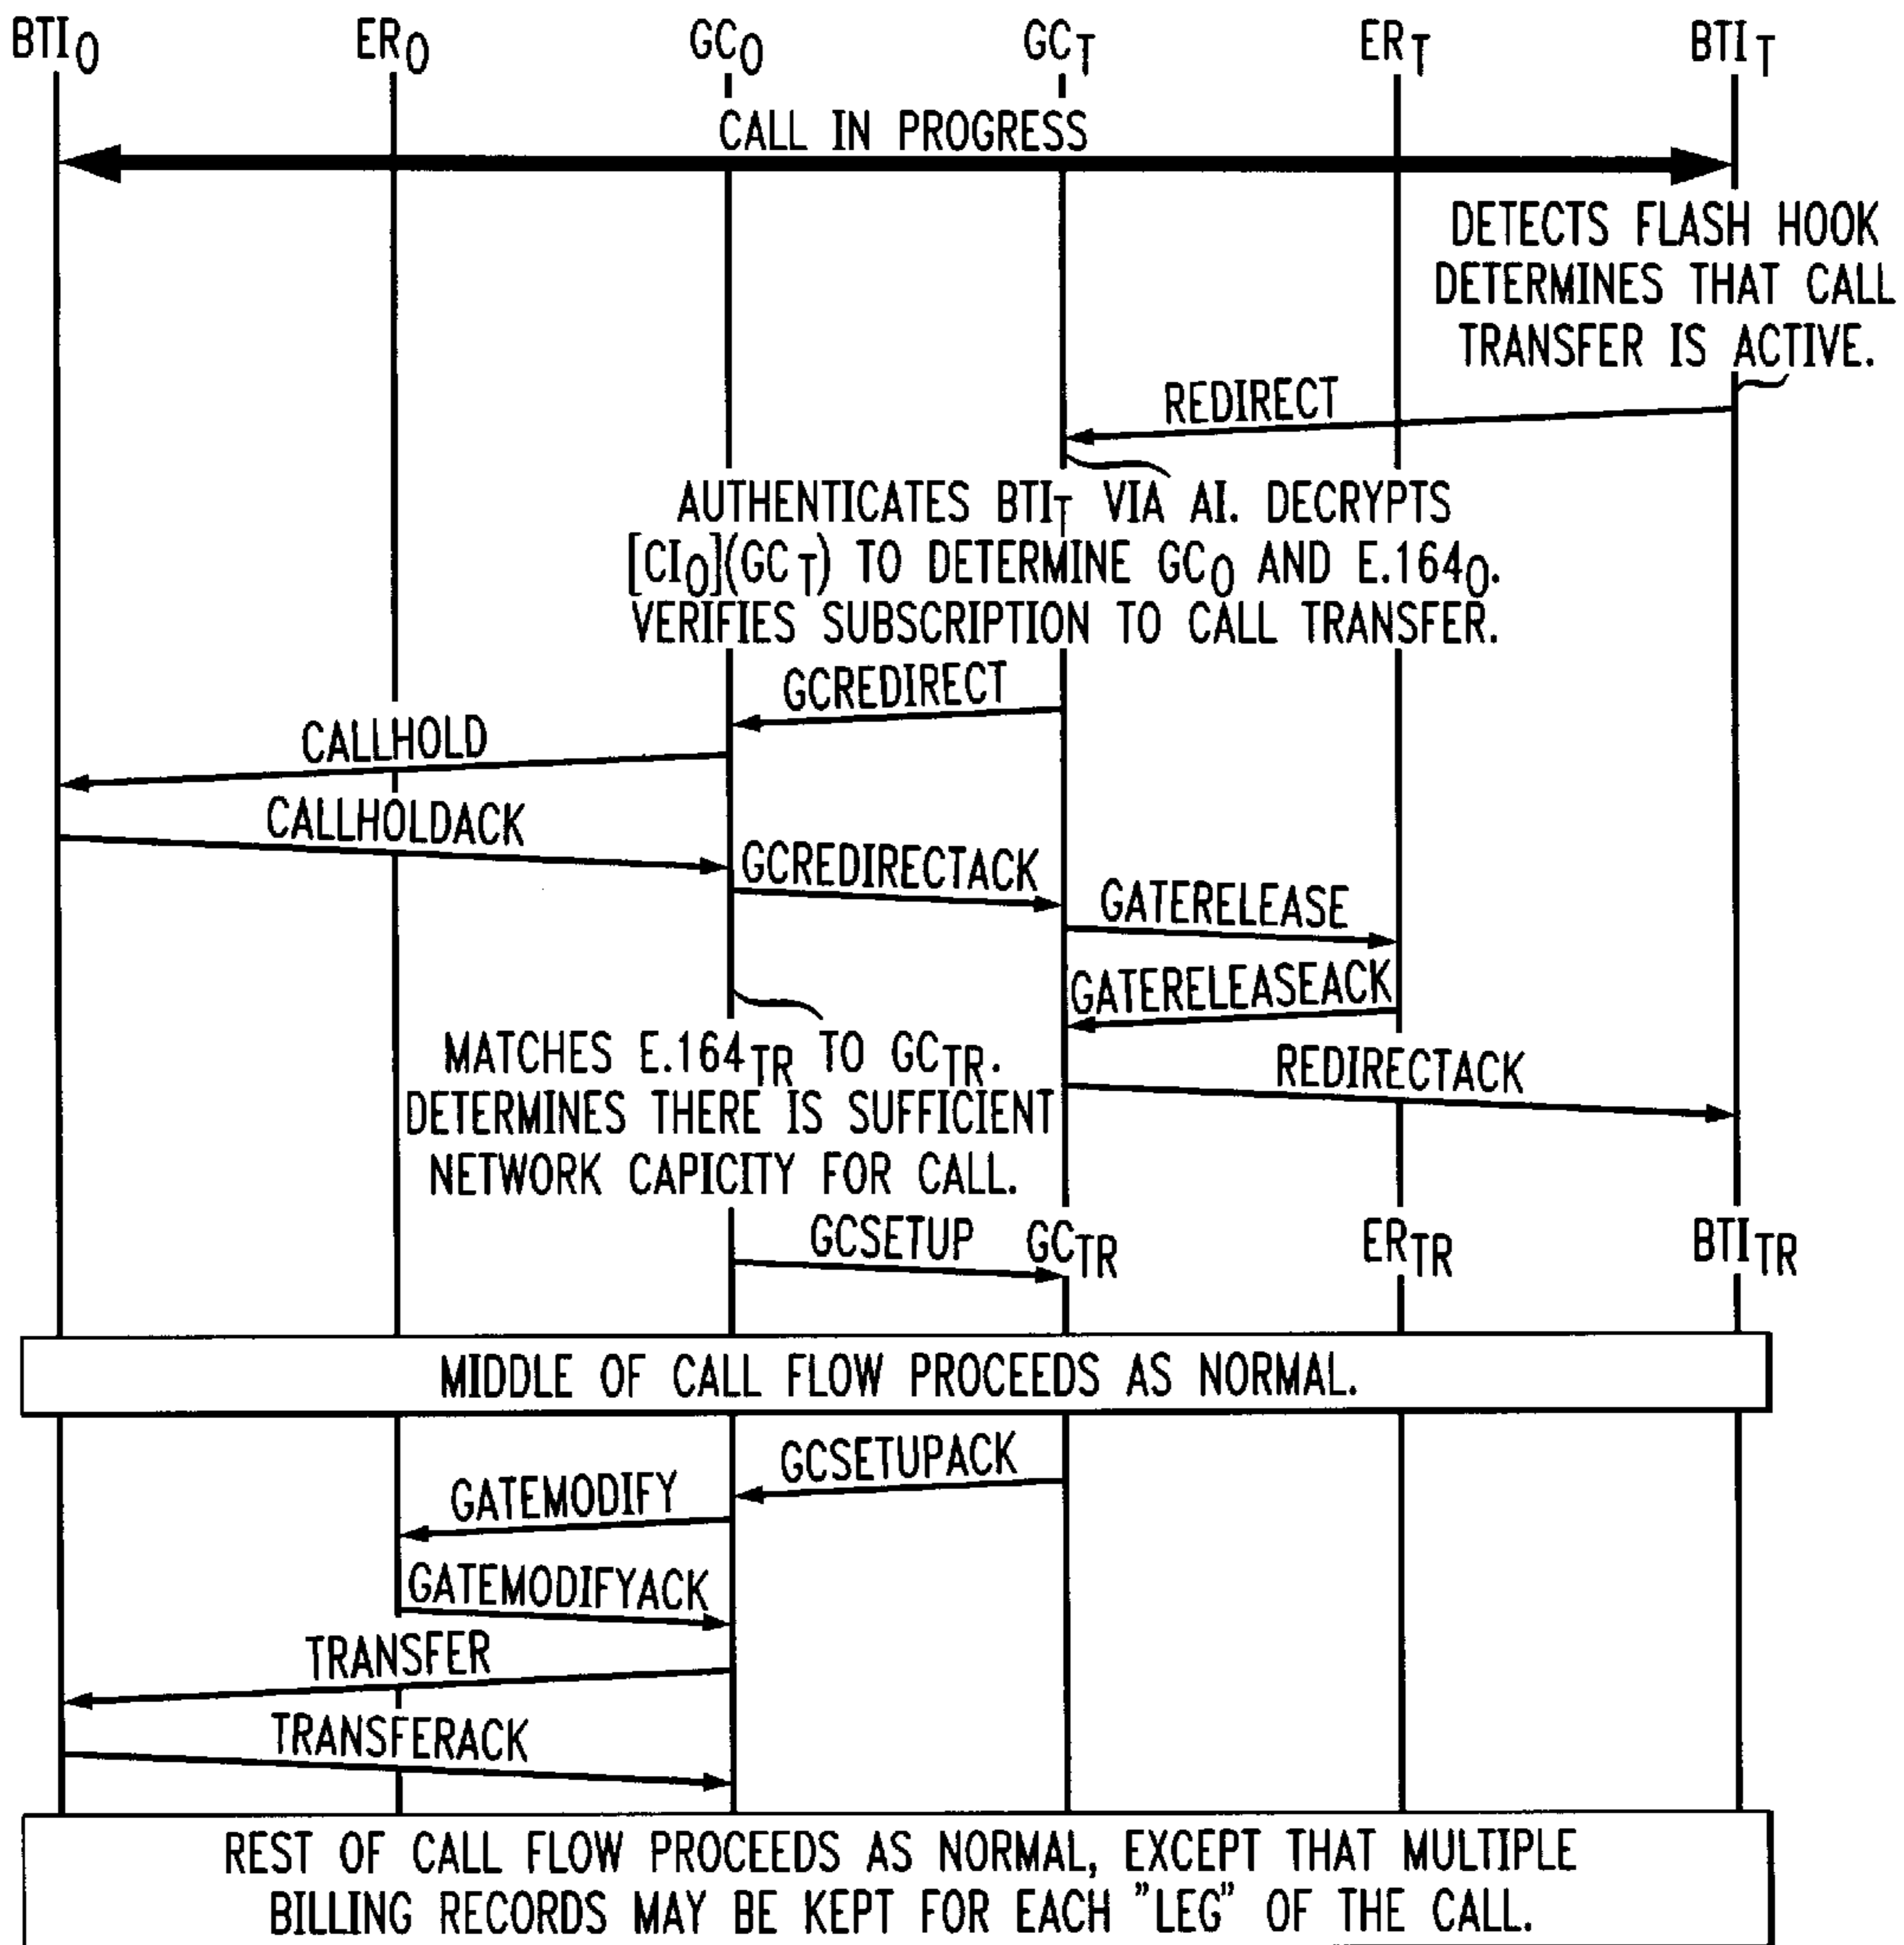 BTIO ERO GCO GCT ERT BTIT
CALL IN PROGRESS
DETECTS FLASH HOOK
DETERMINES THAT CALL
TRANSFER IS ACTIVE.
REDIRECT
AUTHENTICATES BTIT VIA AI. DECRYPTS
[CIO](GCT) TO DETERMINE GCO AND E.164O.
VERIFIES SUBSCRIPTION TO CALL TRANSFER.
GCREDIRECT
CALLHOLD
CALLHOLDACK
GCREDIRECTACK
GATERELEASE
GATERELEASEACK
MATCHES E.164TR TO GCTR.
DETERMINES THERE IS SUFFICIENT
NETWORK CAPICITY FOR CALL.
REDIRECTACK
GCSETUP GCTR ERTR BTITR
MIDDLE OF CALL FLOW PROCEEDS AS NORMAL.
GCSETUPACK
GATEMODIFY
GATEMODIFYACK
TRANSFER
TRANSFERACK
REST OF CALL FLOW PROCEEDS AS NORMAL, EXCEPT THAT MULTIPLE
BILLING RECORDS MAY BE KEPT FOR EACH "LEG" OF THE CALL.